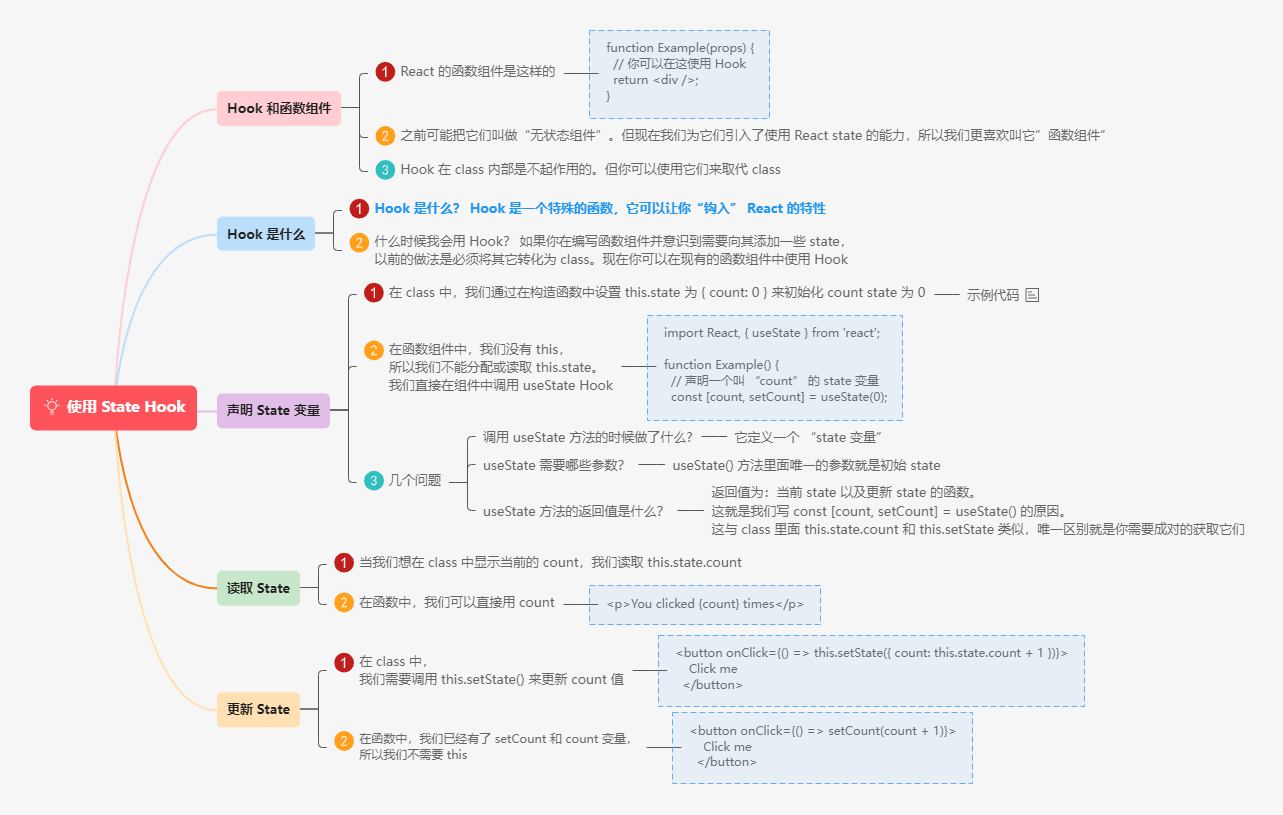 使用 State Hook
Hook 和函数组件
1 React 的函数组件是这样的
function Example(props) {
// 你可以在这使用 Hook
return <div />;
}
2 之前可能把它们叫做“无状态组件”。但现在我们为它们引入了使用 React state 的能力，所以我们更喜欢叫它”函数组件”
3 Hook 在 class 内部是不起作用的。但你可以使用它们来取代 class
Hook 是什么
1 Hook 是什么？ Hook 是一个特殊的函数，它可以让你“钩入” React 的特性
2 什么时候我会用 Hook？ 如果你在编写函数组件并意识到需要向其添加一些 state，
以前的做法是必须将其它转化为 class。现在你可以在现有的函数组件中使用 Hook
声明 State 变量
1 在 class 中，我们通过在构造函数中设置 this.state 为 { count: 0 } 来初始化 count state 为 0
示例代码
2 在函数组件中，我们没有 this，
所以我们不能分配或读取 this.state。
我们直接在组件中调用 useState Hook
import React, { useState } from 'react';
function Example() {
// 声明一个叫 “count” 的 state 变量
const [count, setCount] = useState(0);
3 几个问题
调用 useState 方法的时候做了什么？
它定义一个 “state 变量”
useState 需要哪些参数？
useState() 方法里面唯一的参数就是初始 state
useState 方法的返回值是什么？
返回值为：当前 state 以及更新 state 的函数。
这就是我们写 const [count, setCount] = useState() 的原因。
这与 class 里面 this.state.count 和 this.setState 类似，唯一区别就是你需要成对的获取它们
读取 State
1 当我们想在 class 中显示当前的 count，我们读取 this.state.count
2 在函数中，我们可以直接用 count
<p>You clicked {count} times</p>
更新 State
1 在 class 中，
我们需要调用 this.setState() 来更新 count 值
<button onClick={() => this.setState({ count: this.state.count + 1 })}>
Click me
</button>
2 在函数中，我们已经有了 setCount 和 count 变量，
所以我们不需要 this
<button onClick={() => setCount(count + 1)}>
Click me
</button>